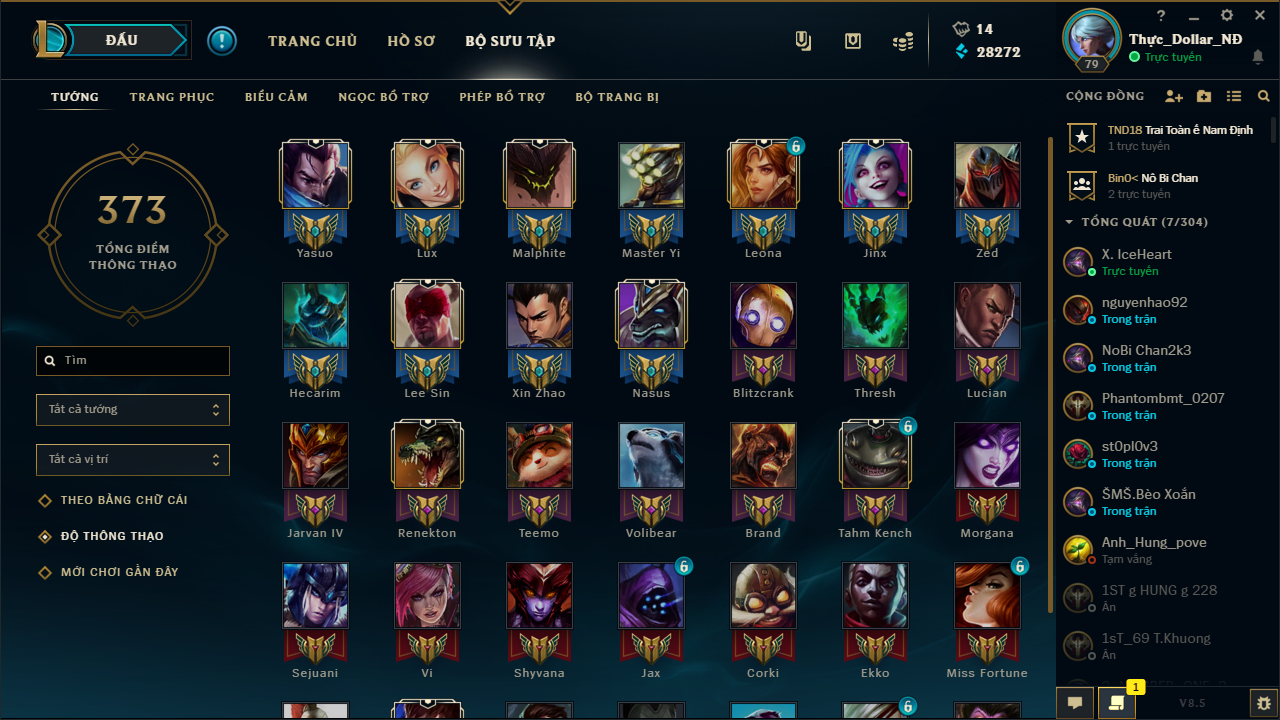 ĐẤU
TRANG CHỦ
HỒ SƠ
BỘ SƯU TẬP
14
28272
?
79
Thực_Dollar_NĐ
Trực tuyến
TƯỚNG
TRANG PHỤC
BIỂU CẢM
NGỌC BỔ TRỢ
PHÉP BỔ TRỢ
BỘ TRANG BỊ
CỘNG ĐỒNG
373
TỔNG ĐIỂM
THÔNG THẠO
Tìm
Tất cả tướng
Tất cả vị trí
THEO BẢNG CHỮ CÁI
ĐỘ THÔNG THẠO
MỚI CHƠI GẦN ĐÂY
6
Yasuo
Lux
Malphite
Master Yi
Leona
Jinx
Zed
Hecarim
Lee Sin
Xin Zhao
Nasus
Blitzcrank
Thresh
Lucian
6
Jarvan IV
Renekton
Teemo
Volibear
Brand
Tahm Kench
Morgana
6
6
Sejuani
Vi
Shyvana
Jax
Corki
Ekko
Miss Fortune
6
TND18 Trai Toàn ế Nam Định
1 trực tuyến
Bin0< Nô Bi Chan
2 trực tuyến
TỔNG QUÁT (7/304)
X. IceHeart
Trực tuyến
nguyenhao92
Trong trận
NoBi Chan2k3
Trong trận
Phantombmt_0207
Trong trận
st0pl0v3
Trong trận
ŠMŠ.Bèo Xoắn
Trong trận
Anh_Hung_pove
Tạm vắng
1ST g HUNG g 228
Ẩn
1sT_69 T.Khuong
Ẩn
1
V8.5